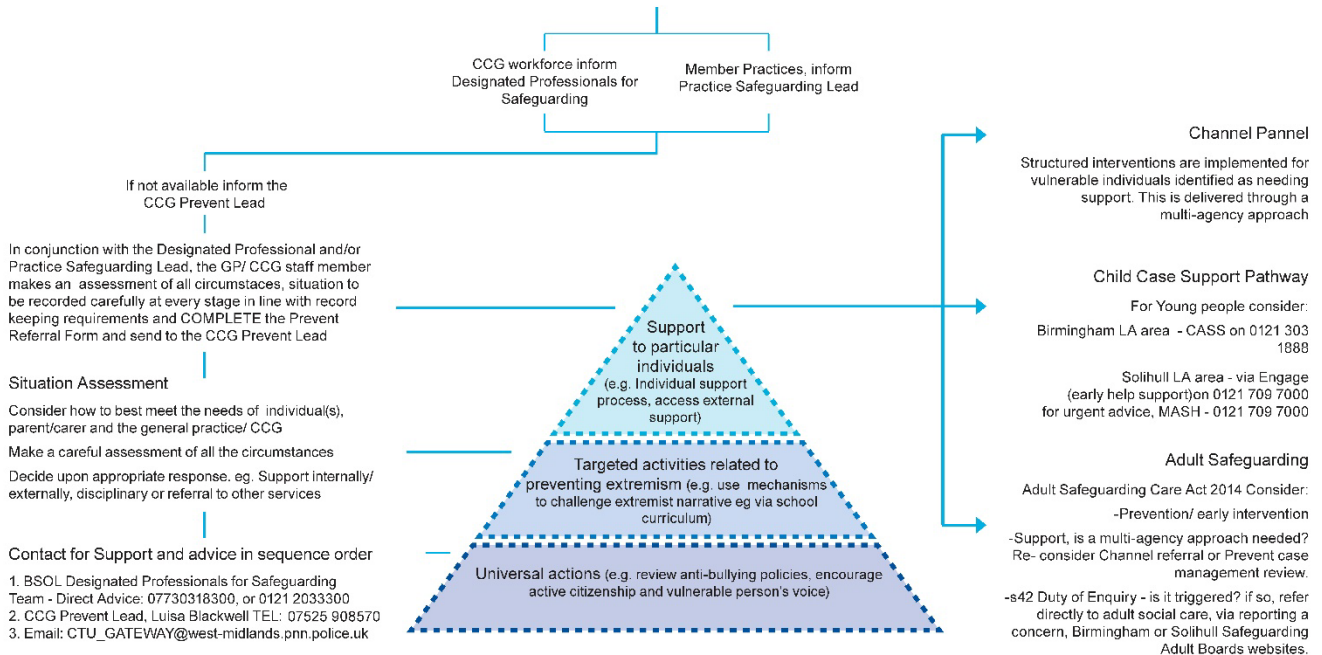 CCG workforce inform
Designated Professionals for
Safeguarding
Member Practices, inform
Practice Safeguarding Lead
If not available inform the
CCG Prevent Lead
In conjunction with the Designated Professional and/or
Practice Safeguarding Lead, the GP/ CCG staff member
makes an assessment of all circumstaces, situation to
be recorded carefully at every stage in line with record
keeping requirements and COMPLETE the Prevent
Referral Form and send to the CCG Prevent Lead
Situation Assessment
Consider how to best meet the needs of individual(s),
parent/carer and the general practice/ CCG
Make a careful assessment of all the circumstances
Decide upon appropriate response. eg. Support internally/
externally, disciplinary or referral to other services
Contact for Support and advice in sequence order
1. BSOL Designated Professionals for Safeguarding
Team - Direct Advice: 07730318300, or 0121 2033300
2. CCG Prevent Lead, Luisa Blackwell TEL: 07525 908570
3. Email: CTU_GATEWAY@west-midlands.pnn.police.uk
Support
to particular
individuals
(e.g. Individual support
process, access external
support)
Targeted activities related to
preventing extremism (e.g. use mechanisms
to challenge extremist narrative eg via school
curriculum)
Universal actions (e.g. review anti-bullying policies, encourage
active citizenship and vulnerable person's voice)
Channel Pannel
Structured interventions are implemented for
vulnerable individuals identified as needing
support. This is delivered through a
multi-agency approach
Child Case Support Pathway
For Young people consider:
Birmingham LA area - CASS on 0121 303
1888
Solihull LA area - via Engage
(early help support)on 0121 709 7000
for urgent advice, MASH - 0121 709 7000
Adult Safeguarding
Adult Safeguarding Care Act 2014 Consider:
-Prevention/ early intervention
-Support, is a multi-agency approach needed?
Re- consider Channel referral or Prevent case
management review.
-s42 Duty of Enquiry - is it triggered? if so, refer
directly to adult social care, via reporting a
concern, Birmingham or Solihull Safeguarding
Adult Boards websites.